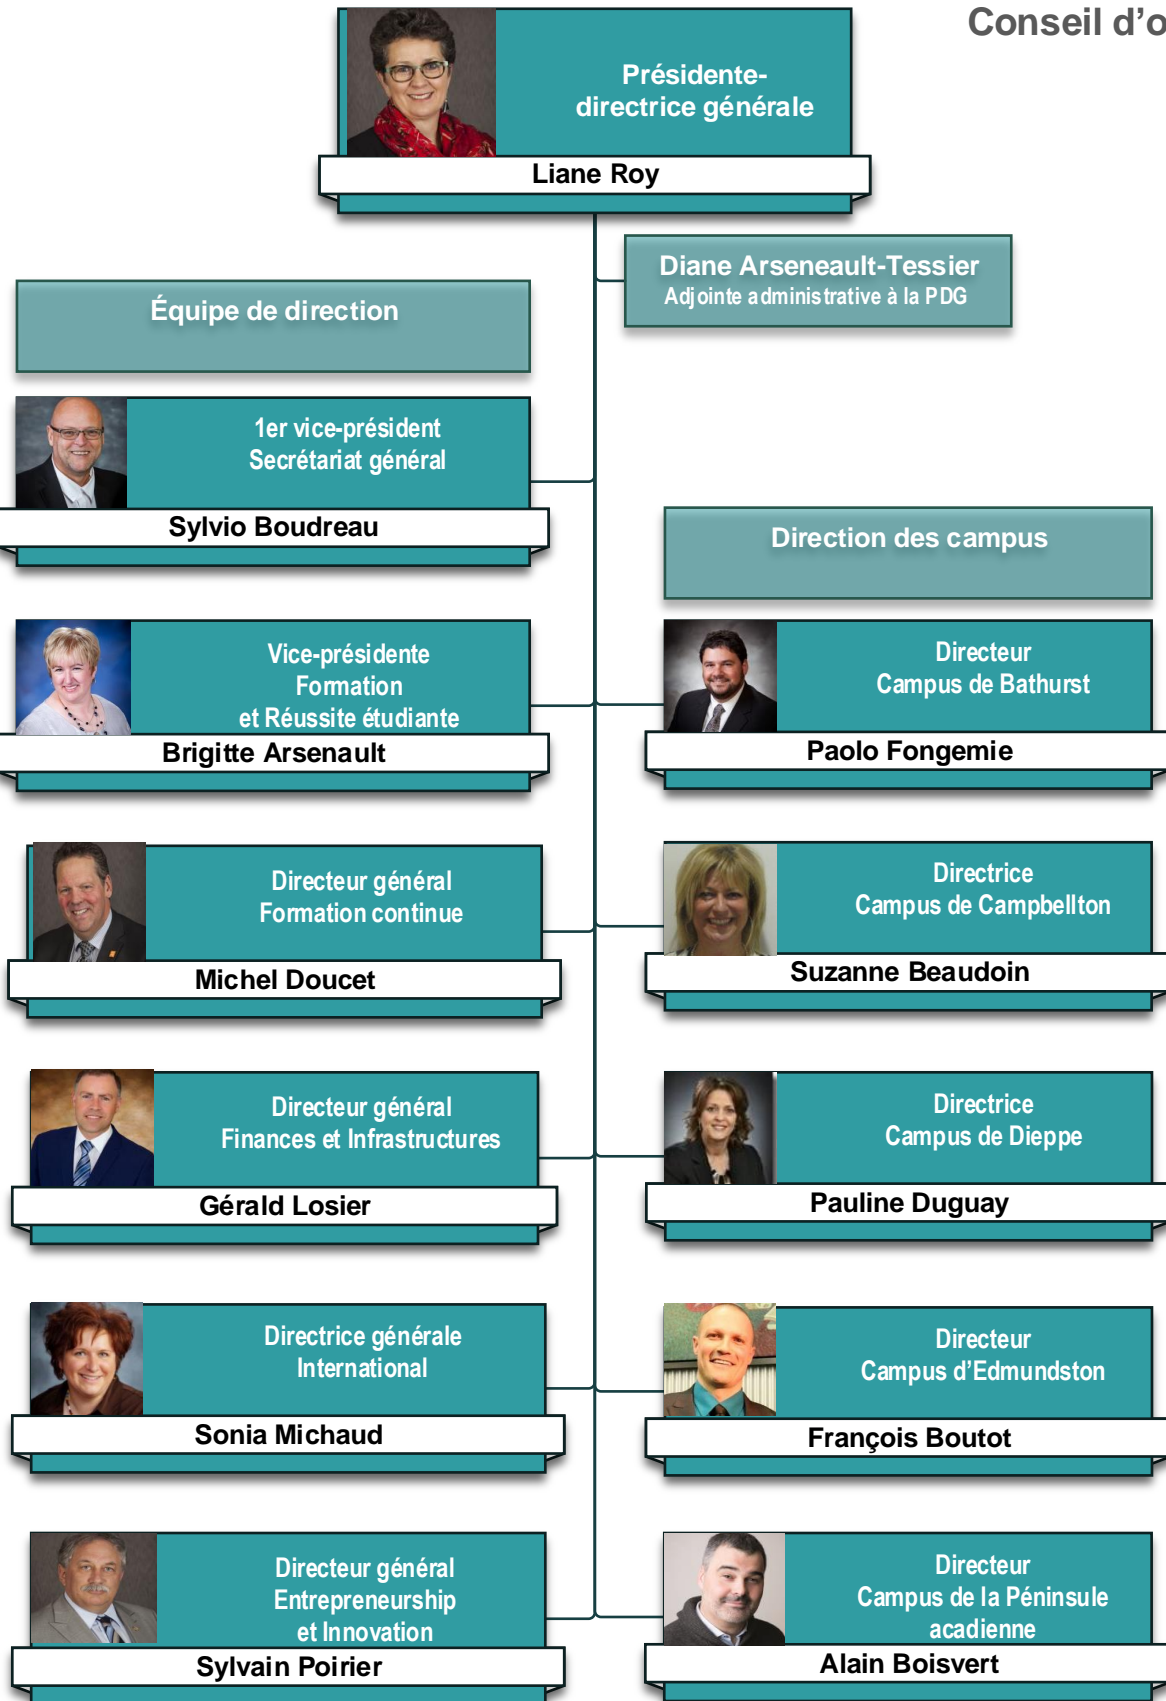 Conseil d'o
Présidente-
directrice générale
Liane Roy
Diane Arseneault-Tessier
Adjointe administrative à la PDG
Équipe de direction
1er vice-président
Secrétariat général
Sylvio Boudreau
Vice-présidente
Formation
et Réussite étudiante
Brigitte Arsenault
Directeur général
Formation continue
Michel Doucet
Directeur général
Finances et Infrastructures
Gérald Losier
Directrice générale
International
Sonia Michaud
Directeur général
Entrepreneurship
et Innovation
Sylvain Poirier
Direction des campus
Directeur
Campus de Bathurst
Paolo Fongemie
Directrice
Campus de Campbellton
Suzanne Beaudoin
Directrice
Campus de Dieppe
Pauline Duguay
Directeur
Campus d’Edmundston
François Boutot
Directeur
Campus de la Péninsule
acadienne
Alain Boisvert